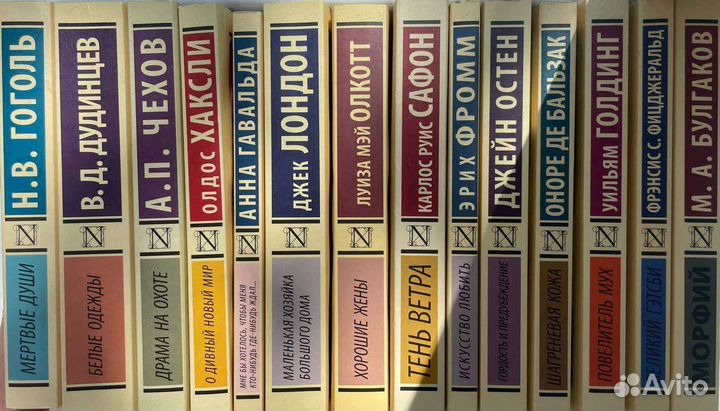 Н.В. ГОГОЛЬ
МЕРТВЫЕ ДУШИ
В. Д. ДУДИНЦЕВ
БЕЛЫЕ ОДЕЖДЫ
А. П. ЧЕХОВ
ДРАМА НА ОХОТЕ
ОЛДОС ХАКСЛИ
О ДИВНЫЙ НОВЫЙ МИР
АННА ГАВАЛЬДА
МНЕ БЫ ХОТЕЛОСЬ, ЧТОБЫ МЕНЯ
КТО-НИБУДЬ ГДЕ-НИБУДЬ ЖДАЛ...
ДЖЕК ЛОНДОН
МАЛЕНЬКАЯ ХОЗЯЙКА
БОЛЬШОГО ДОМА
ЛУИЗА МЭЙ ОЛКОТТ
ХОРОШИЕ ЖЕНЫ
КАРЛОС РУИС САФОН
ТЕНЬ ВЕТРА
ЭРИХ ФРОММ
ИСКУССТВО ЛЮБИТЬ
ДЖЕЙН ОСТЕН
ГОРДОСТЬ И ПРЕДУБЕЖДЕНИЕ
ОНОРЕ ДЕ БАЛЬЗАК
ШАГРЕНЕВАЯ КОЖА
УИЛЬЯМ ГОЛДИНГ
ПОВЕЛИТЕЛЬ МУХ
ФРЭНСИС С. ФИЦДЖЕРАЛЬД
ВЕЛИКИЙ ГЭТСБИ
М. А. БУЛГАКОВ
МОРФИЙ
Avito